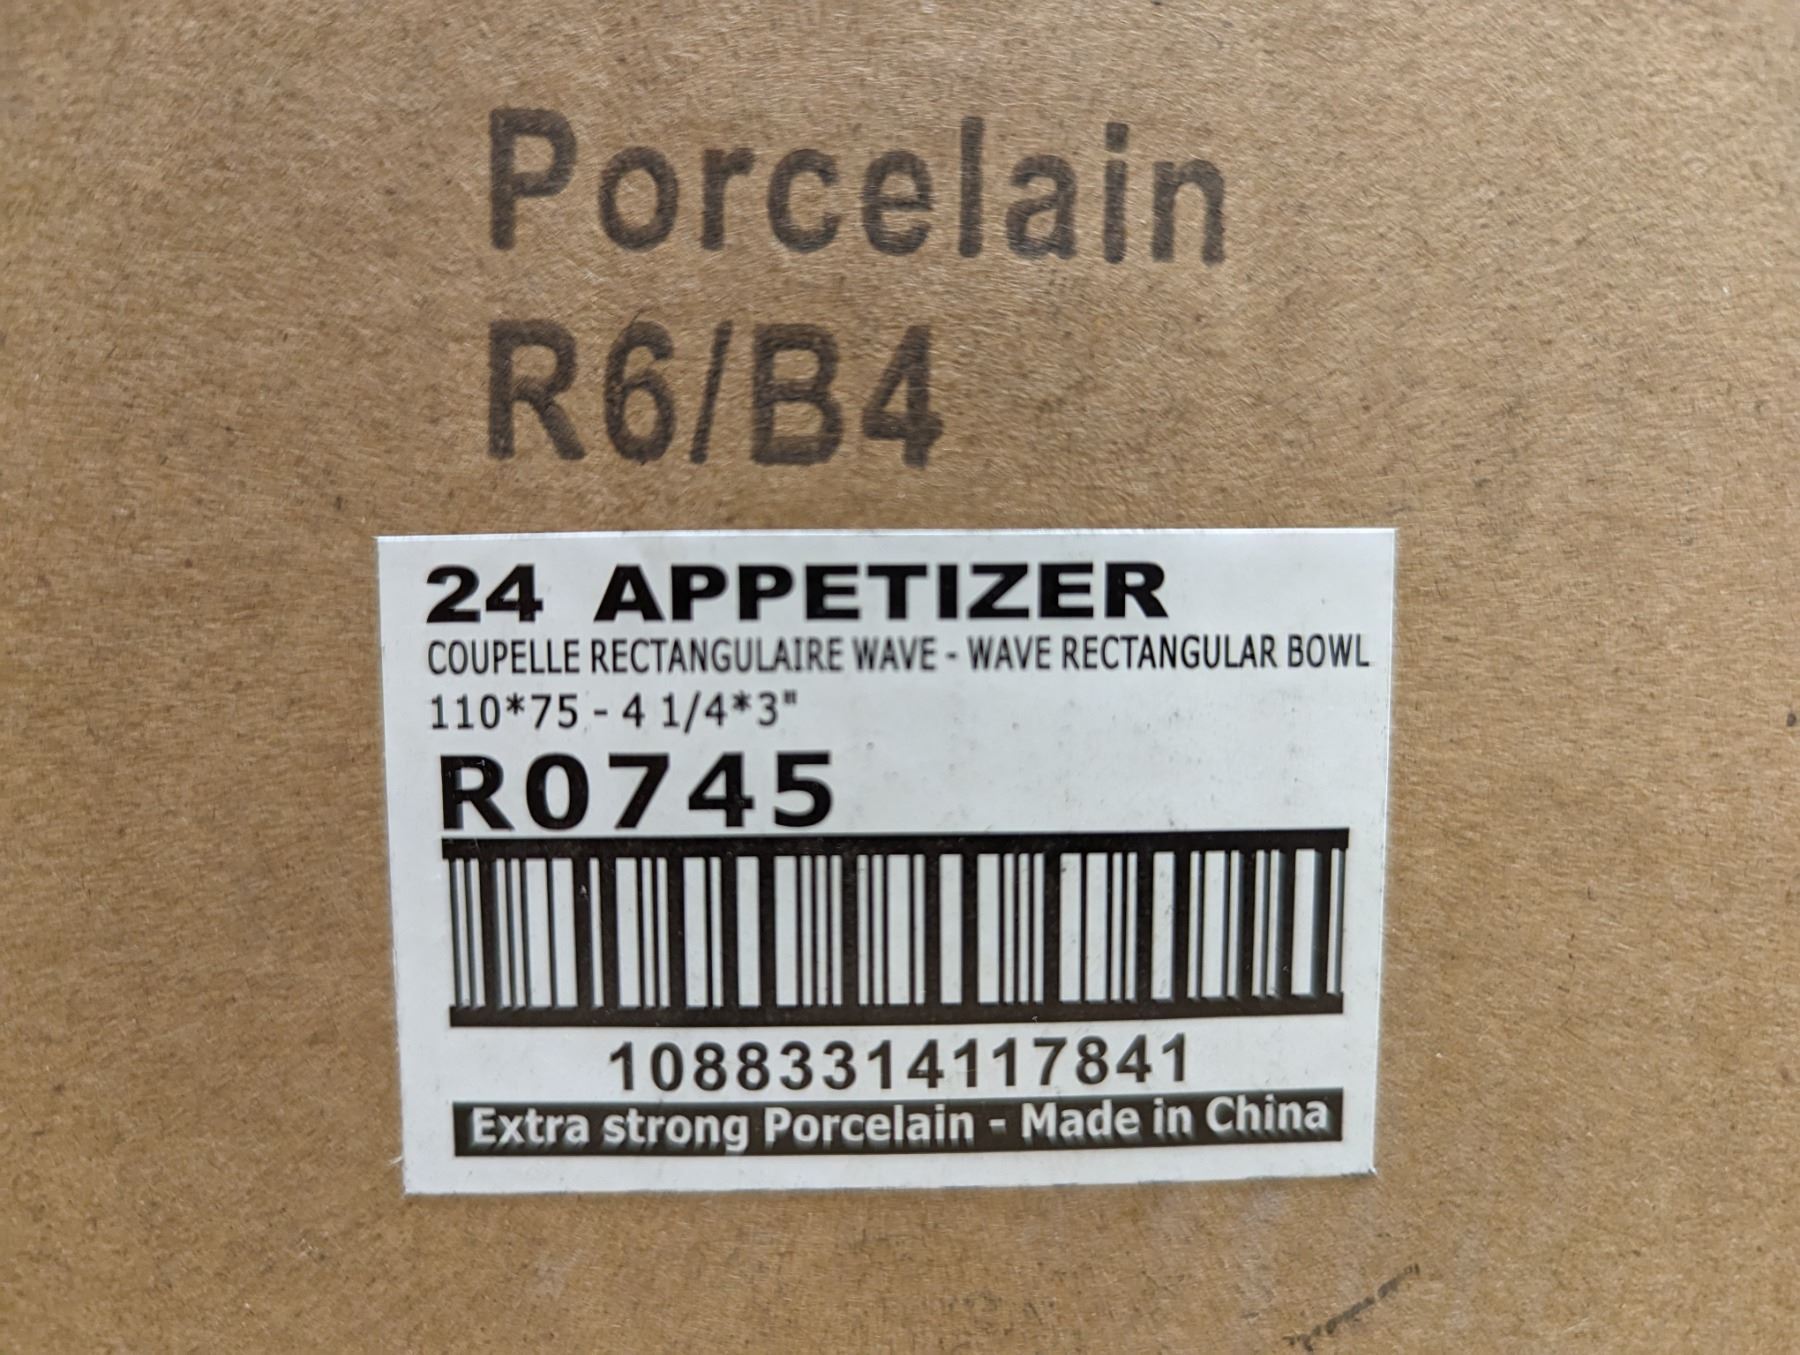 Porcelain
R6/B4
24 APPETIZER
COUPELLE RECTANGULAIRE WAVE - WAVE RECTANGULAR BOWL
110*75 - 4 1/4*3"
R0745
10883314117841
Extra strong Porcelain - Made in China